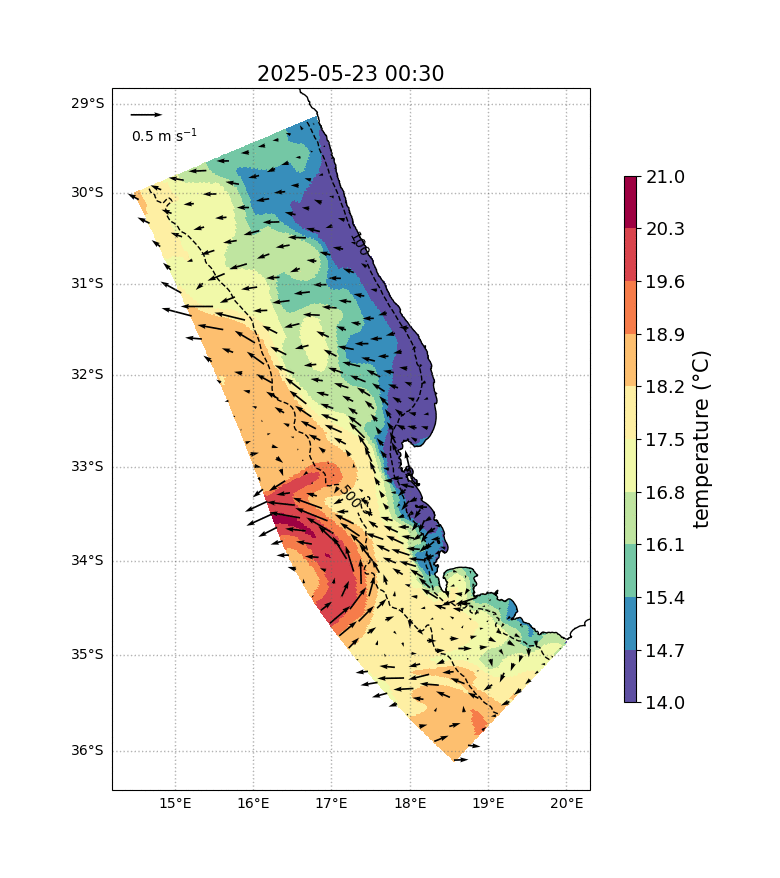 2025-05-23 00:30
0.5 m s⁻¹
29°S
30°S
31°S
32°S
33°S
34°S
35°S
36°S
100
500
15°E 16°E 17°E 18°E 19°E 20°E
21.0
20.3
19.6
18.9
18.2
17.5
16.8
16.1
15.4
14.7
14.0
temperature (°C)